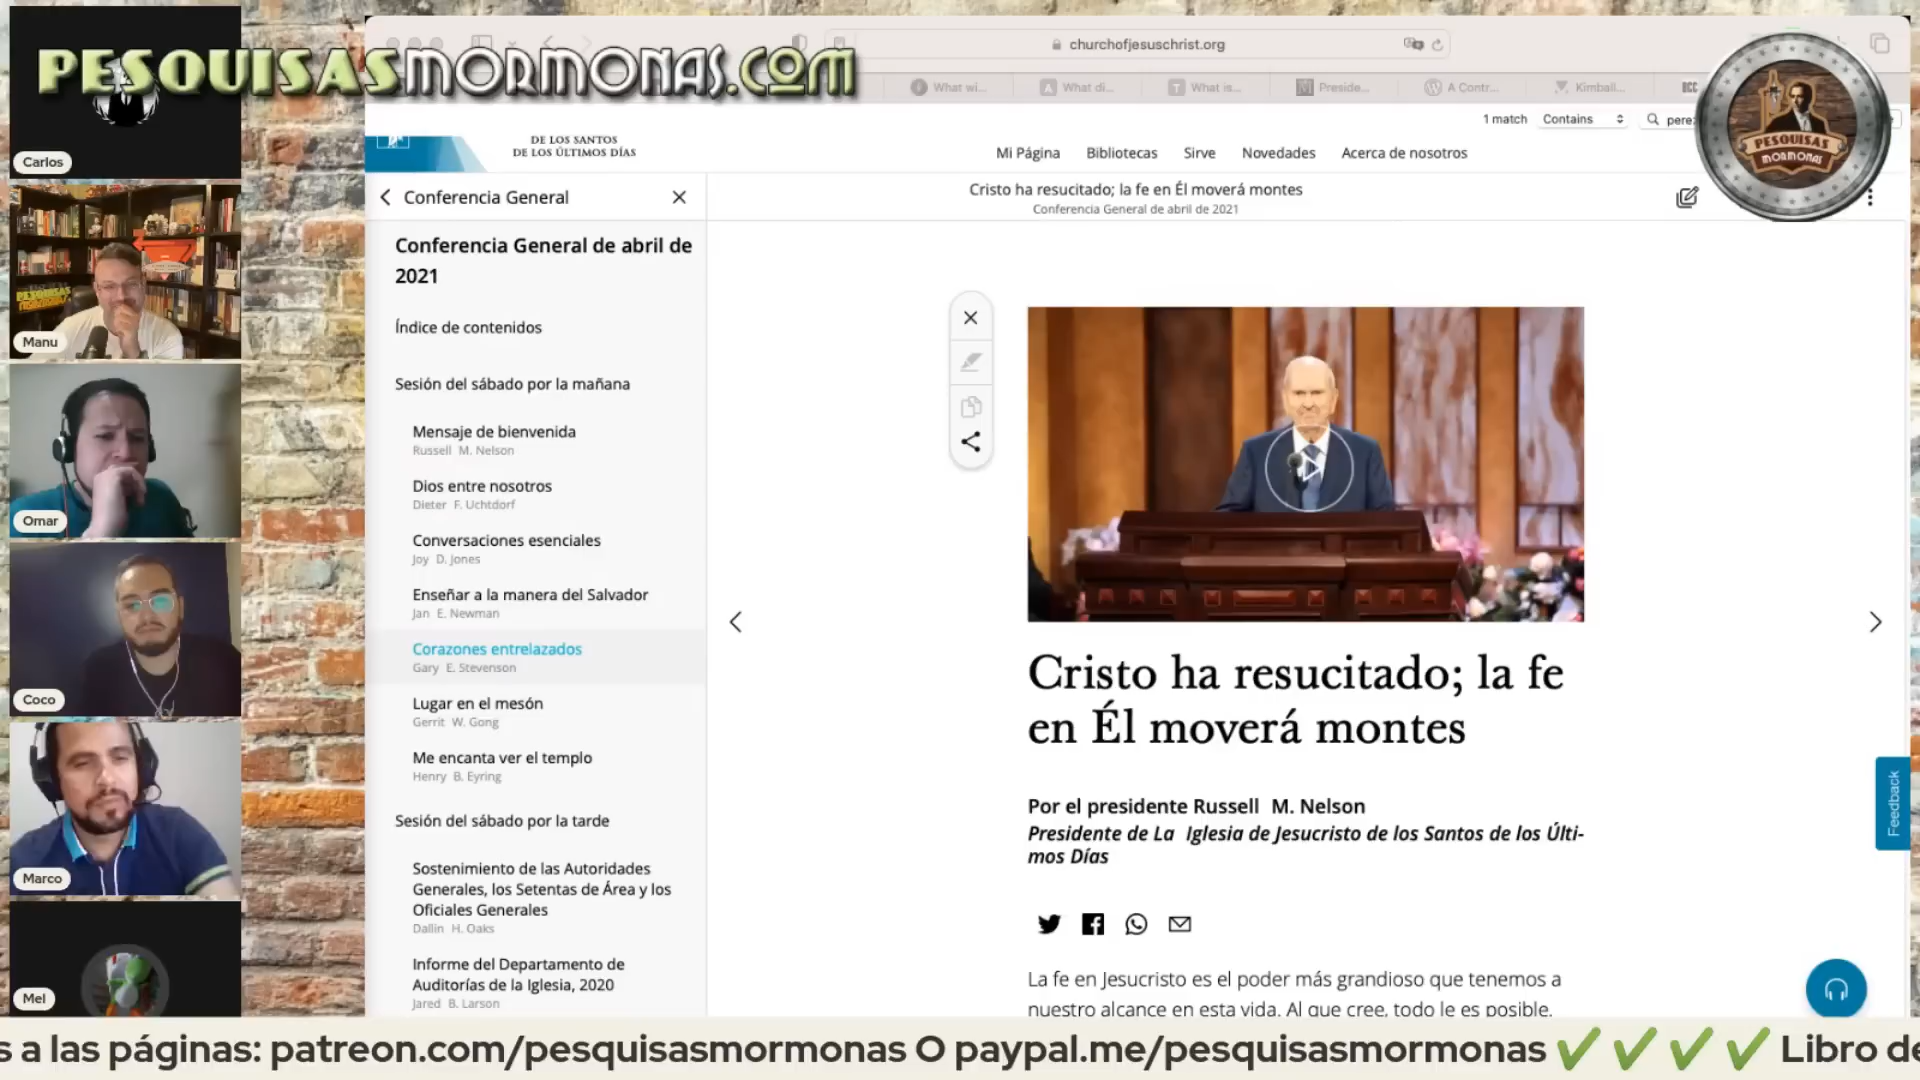 PESQUISASMORMONAS.COM
Carlos
Manu
Omar
Coco
Marco
Mel
churchofjesuschrist.org
What wi...
What di...
What is...
Preside...
A Contr...
Kimball...
BCC
1 match
Contains
PESQUISAS
MORMONAS
DE LOS SANTOS
DE LOS ÚLTIMOS DÍAS
Mi Página
Bibliotecas
Sirve
Novedades
Acerca de nosotros
Conferencia General
Cristo ha resucitado; la fe en Él moverá montes
Conferencia General de abril de 2021
Conferencia General de abril de
2021
Índice de contenidos
Sesión del sábado por la mañana
Mensaje de bienvenida
Russell M. Nelson
Dios entre nosotros
Dieter F. Uchtdorf
Conversaciones esenciales
Joy D. Jones
Enseñar a la manera del Salvador
Jan E. Newman
Corazones entrelazados
Gary E. Stevenson
Lugar en el mesón
Gerrit W. Gong
Me encanta ver el templo
Henry B. Eyring
Sesión del sábado por la tarde
Sostenimiento de las Autoridades
Generales, los Setentas de Área y los
Oficiales Generales
Dallin H. Oaks
Informe del Departamento de
Auditorías de la Iglesia, 2020
Jared B. Larson
Cristo ha resucitado; la fe
en Él moverá montes
Por el presidente Russell M. Nelson
Presidente de La Iglesia de Jesucristo de los Santos de los Últi-
mos Días
La fe en Jesucristo es el poder más grandioso que tenemos a
nuestro alcance en esta vida. Al que cree, todo le es posible.
Feedback
s a las páginas: patreon.com/pesquisasmormonas O paypal.me/pesquisasmormonas ✓ ✓ ✓ ✓ Libro de